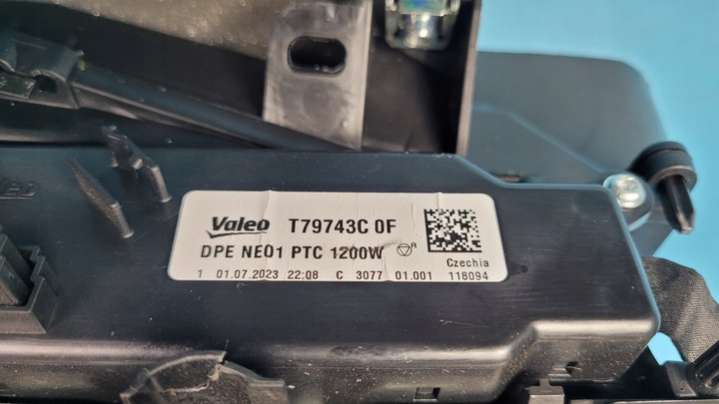 Valeo T79743C 0F
DPE NE01 PTC 1200W R
Czechia
1 01.07.2023 22:08 C 3077 01.001 118094